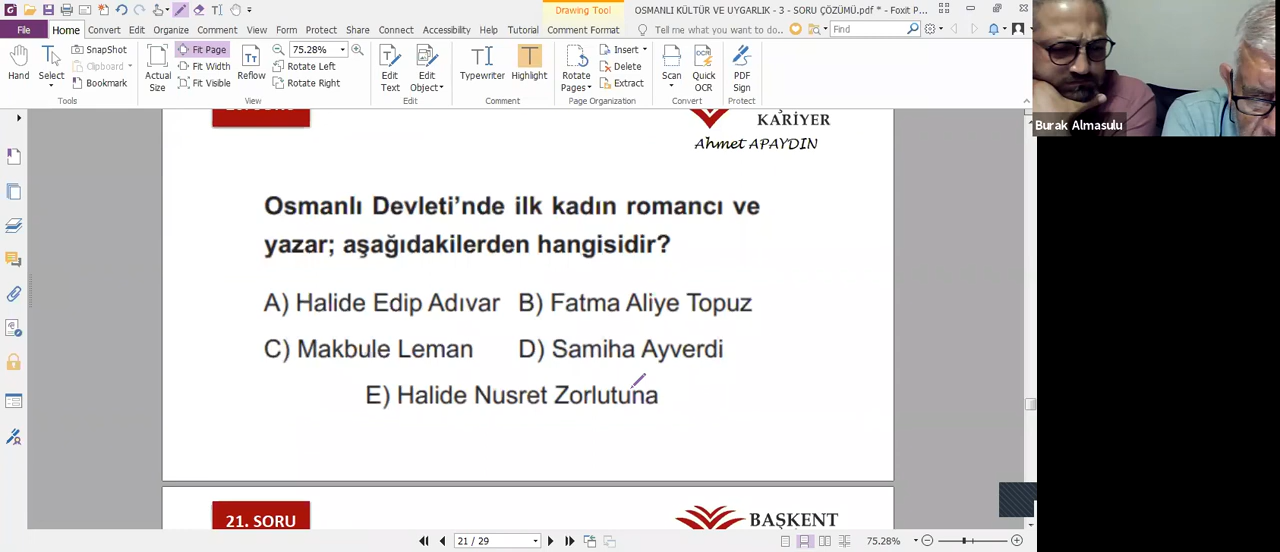 Drawing Tool
OSMANLI KÜLTÜR VE UYGARLIK - 3 - SORU ÇÖZÜMÜ.pdf * - Foxit P...
File Home Convert Edit Organize Comment View Form Protect Share Connect Accessibility Help Tutorial Comment Format Tell me what you want to do.. Find
Hand
Select
SnapShot
Clipboard
Bookmark
Tools
Actual Size
Fit Page
Reflow
Fit Width
Fit Visible
75.28%
Rotate Left
Rotate Right
View
Edit Text
Edit Object
Edit
Typewriter
Highlight
Comment
Rotate Pages
Insert
Delete
Extract
Page Organization
Scan
Quick OCR
Convert
PDF Sign
Protect
Burak Almasulu
KARİYER
Ahmet APAYDIN
Osmanlı Devleti'nde ilk kadın romancı ve
yazar; aşağıdakilerden hangisidir?
A) Halide Edip Adıvar B) Fatma Aliye Topuz
C) Makbule Leman D) Samiha Ayverdi
E) Halide Nusret Zorlutuna
21. SORU
BAŞKENT
21 / 29
75.28%